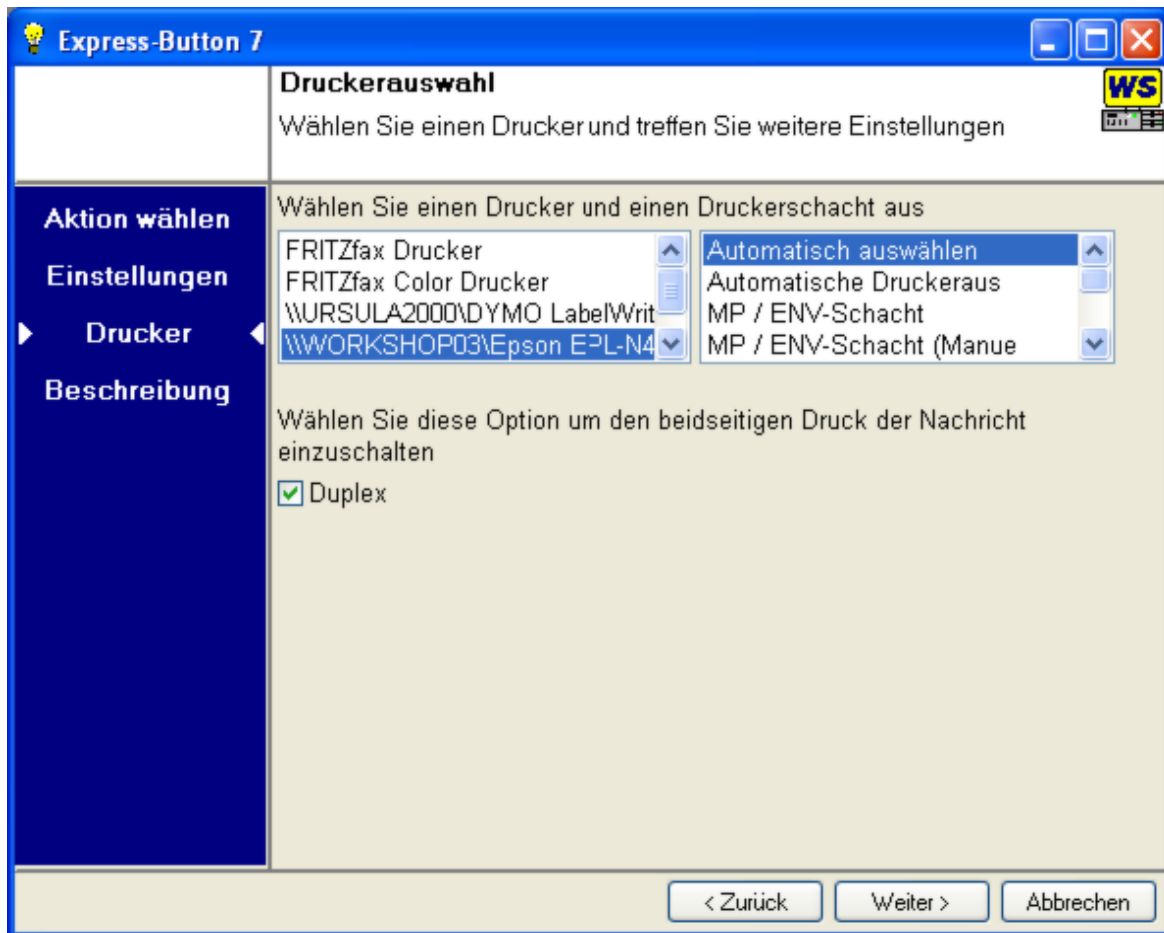 Express-Button 7
Druckerauswahl
WS
Wählen Sie einen Drucker und treffen Sie weitere Einstellungen
Aktion wählen
Einstellungen
Drucker
Beschreibung
Wählen Sie einen Drucker und einen Druckerschacht aus
FRITZfax Drucker
FRITZfax Color Drucker
\\URSULA2000\DYMO LabelWrit
\\WORKSHOP03\Epson EPL-N4
Automatisch auswählen
Automatische Druckeraus
MP / ENV-Schacht
MP / ENV-Schacht (Manue
Wählen Sie diese Option um den beidseitigen Druck der Nachricht
einzuschalten
Duplex
< Zurück
Weiter >
Abbrechen